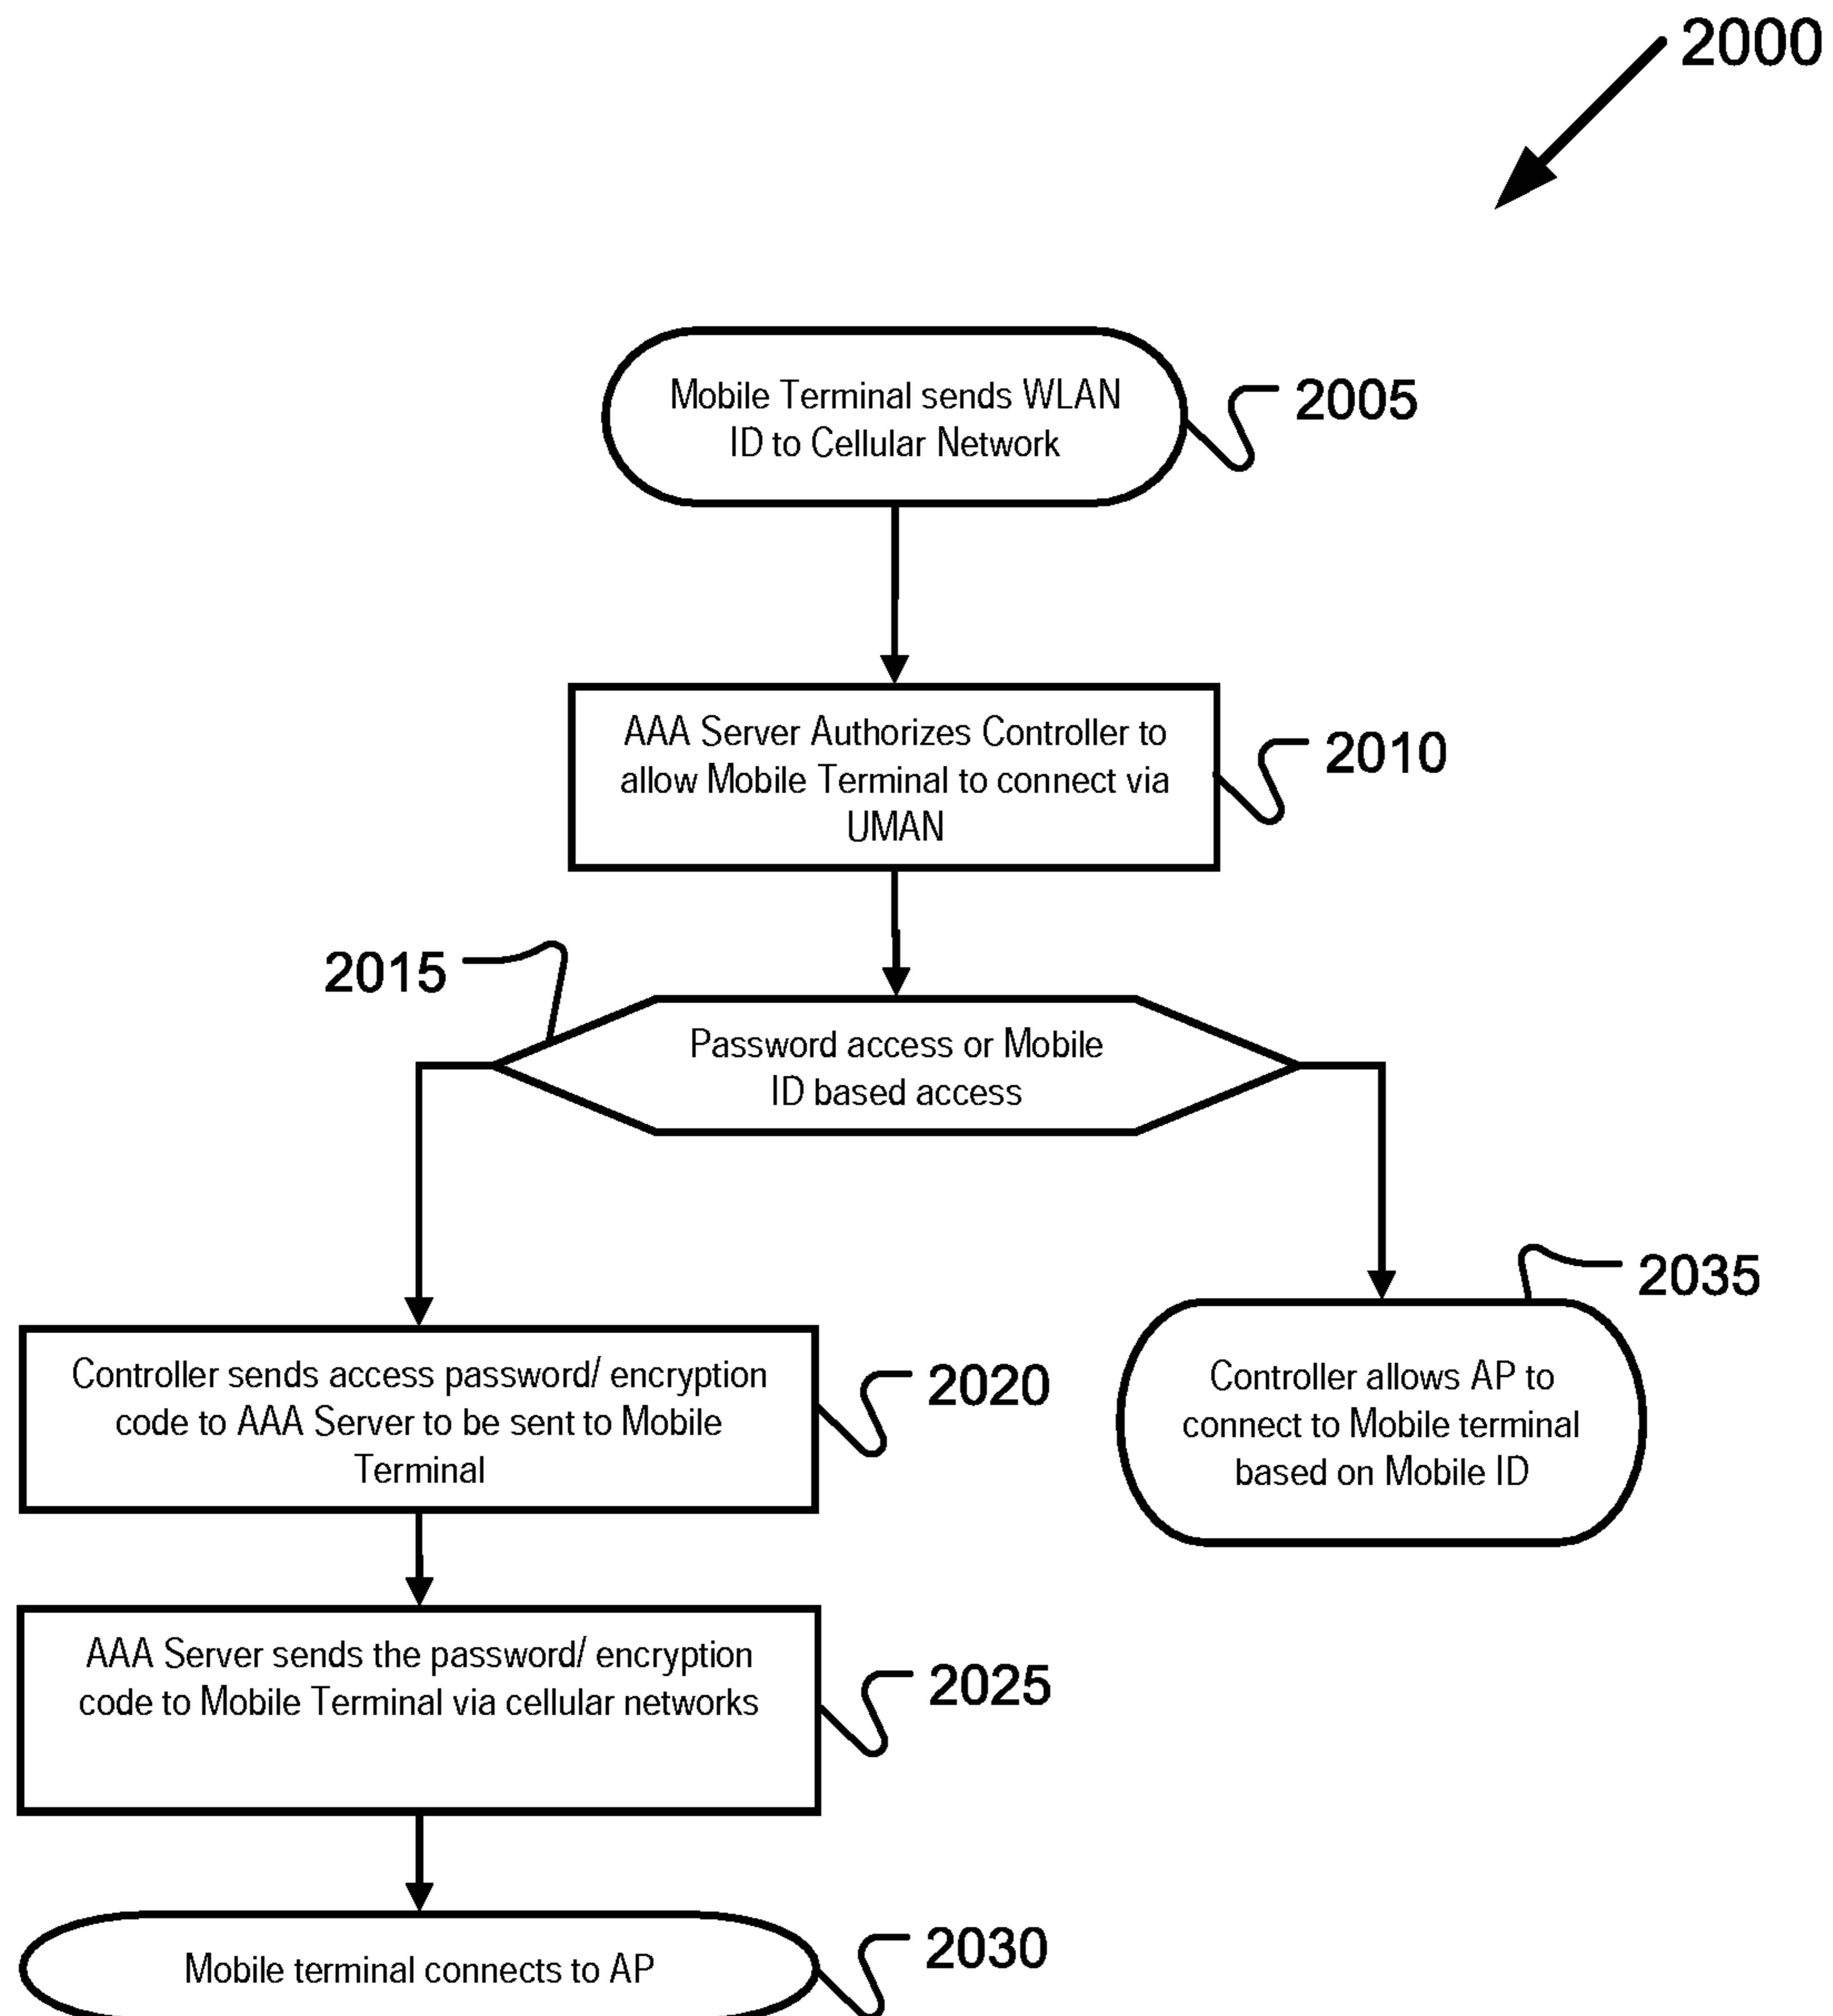 2000
Mobile Terminal sends WLAN
ID to Cellular Network
2005
AAA Server Authorizes Controller to
allow Mobile Terminal to connect via
UMAN
2010
2015
Password access or Mobile
ID based access
Controller sends access password/ encryption
code to AAA Server to be sent to Mobile
Terminal
2020
2035
Controller allows AP to
connect to Mobile terminal
based on Mobile ID
AAA Server sends the password/ encryption
code to Mobile Terminal via cellular networks
2025
Mobile terminal connects to AP
2030